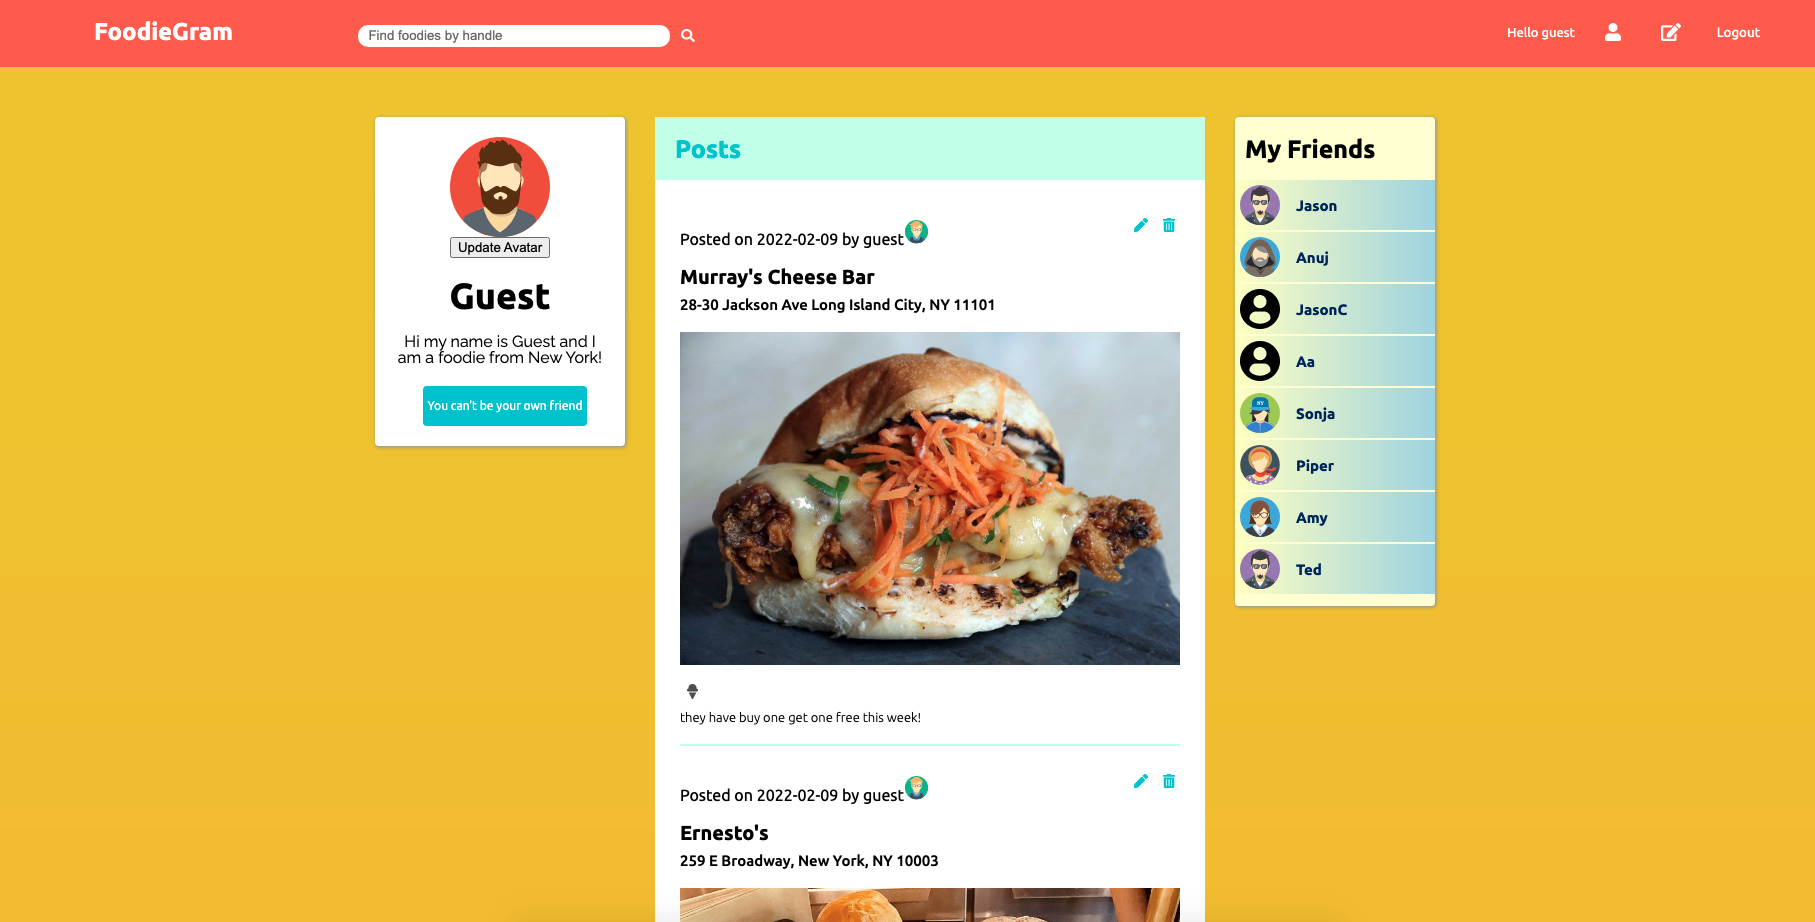 FoodieGram
Find foodies by handle
Hello guest
Logout
Update Avatar
Guest
Hi my name is Guest and I
am a foodie from New York!
You can't be your own friend
Posts
Posted on 2022-02-09 by guest
Murray's Cheese Bar
28-30 Jackson Ave Long Island City, NY 11101
they have buy one get one free this week!
Posted on 2022-02-09 by guest
Ernesto's
259 E Broadway, New York, NY 10003
My Friends
Jason
Anuj
JasonC
Aa
NY
Sonja
Piper
Amy
Ted